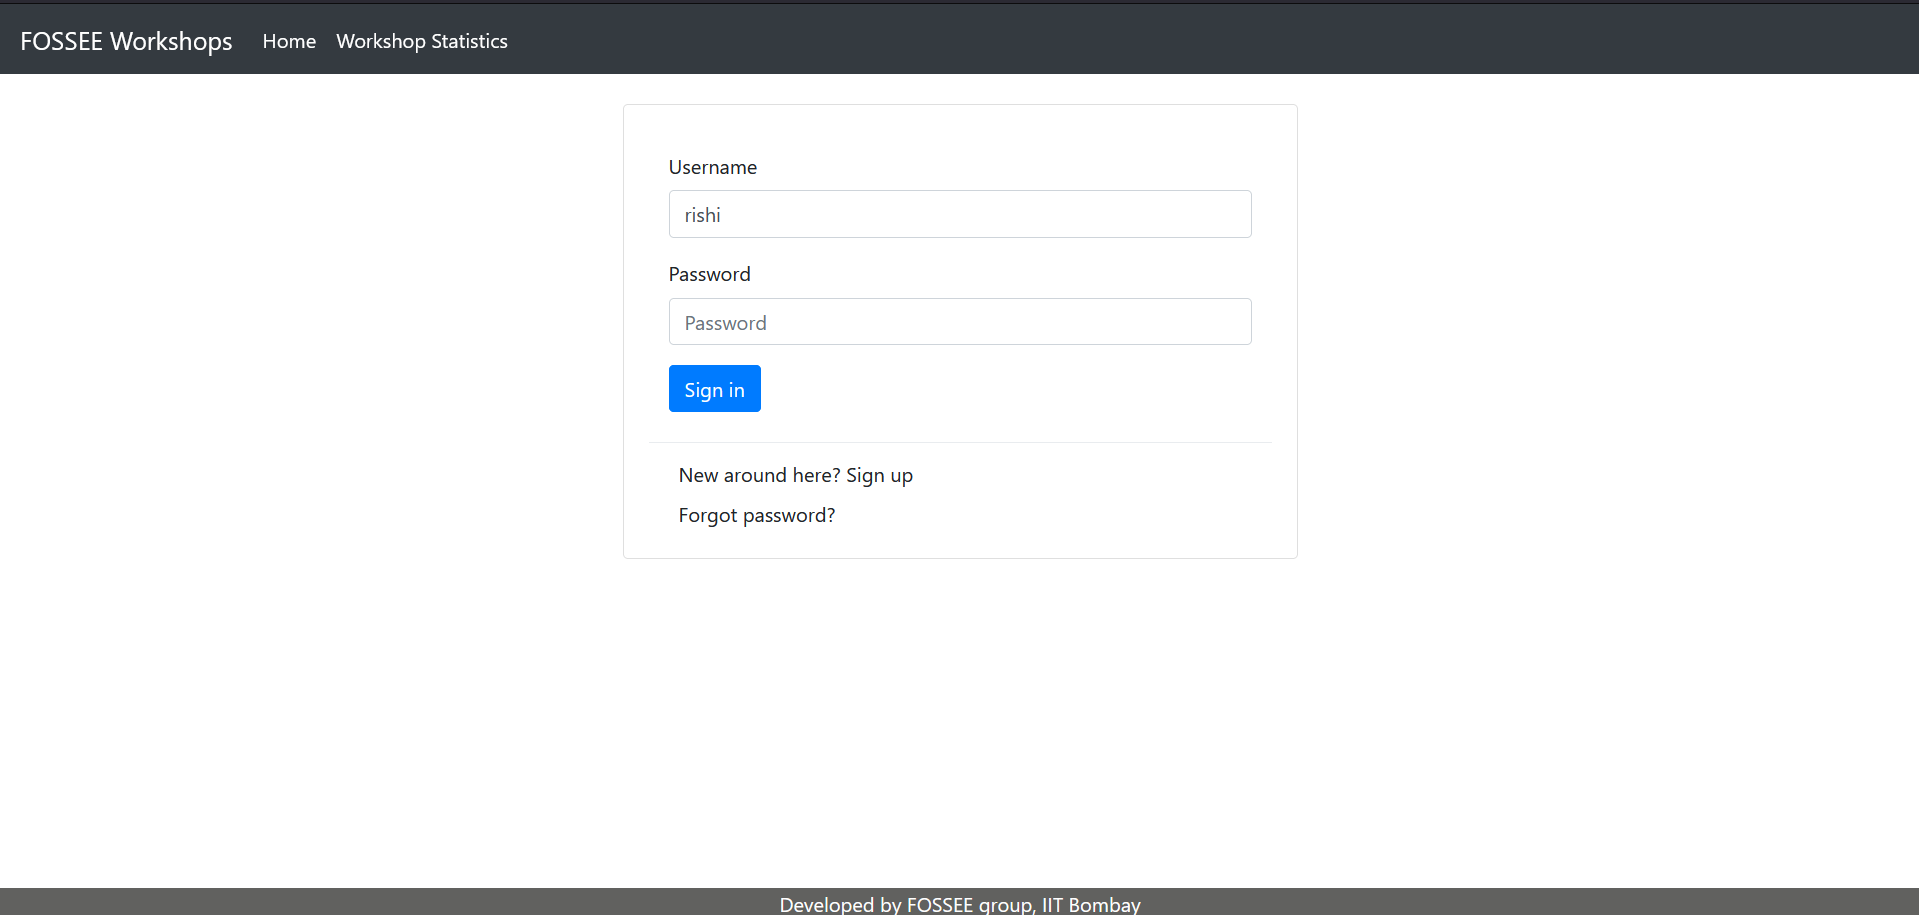 FOSSEE Workshops Home Workshop Statistics
Username
rishi
Password
Password
Sign in
New around here? Sign up
Forgot password?
Developed by FOSSEE group, IIT Bombay